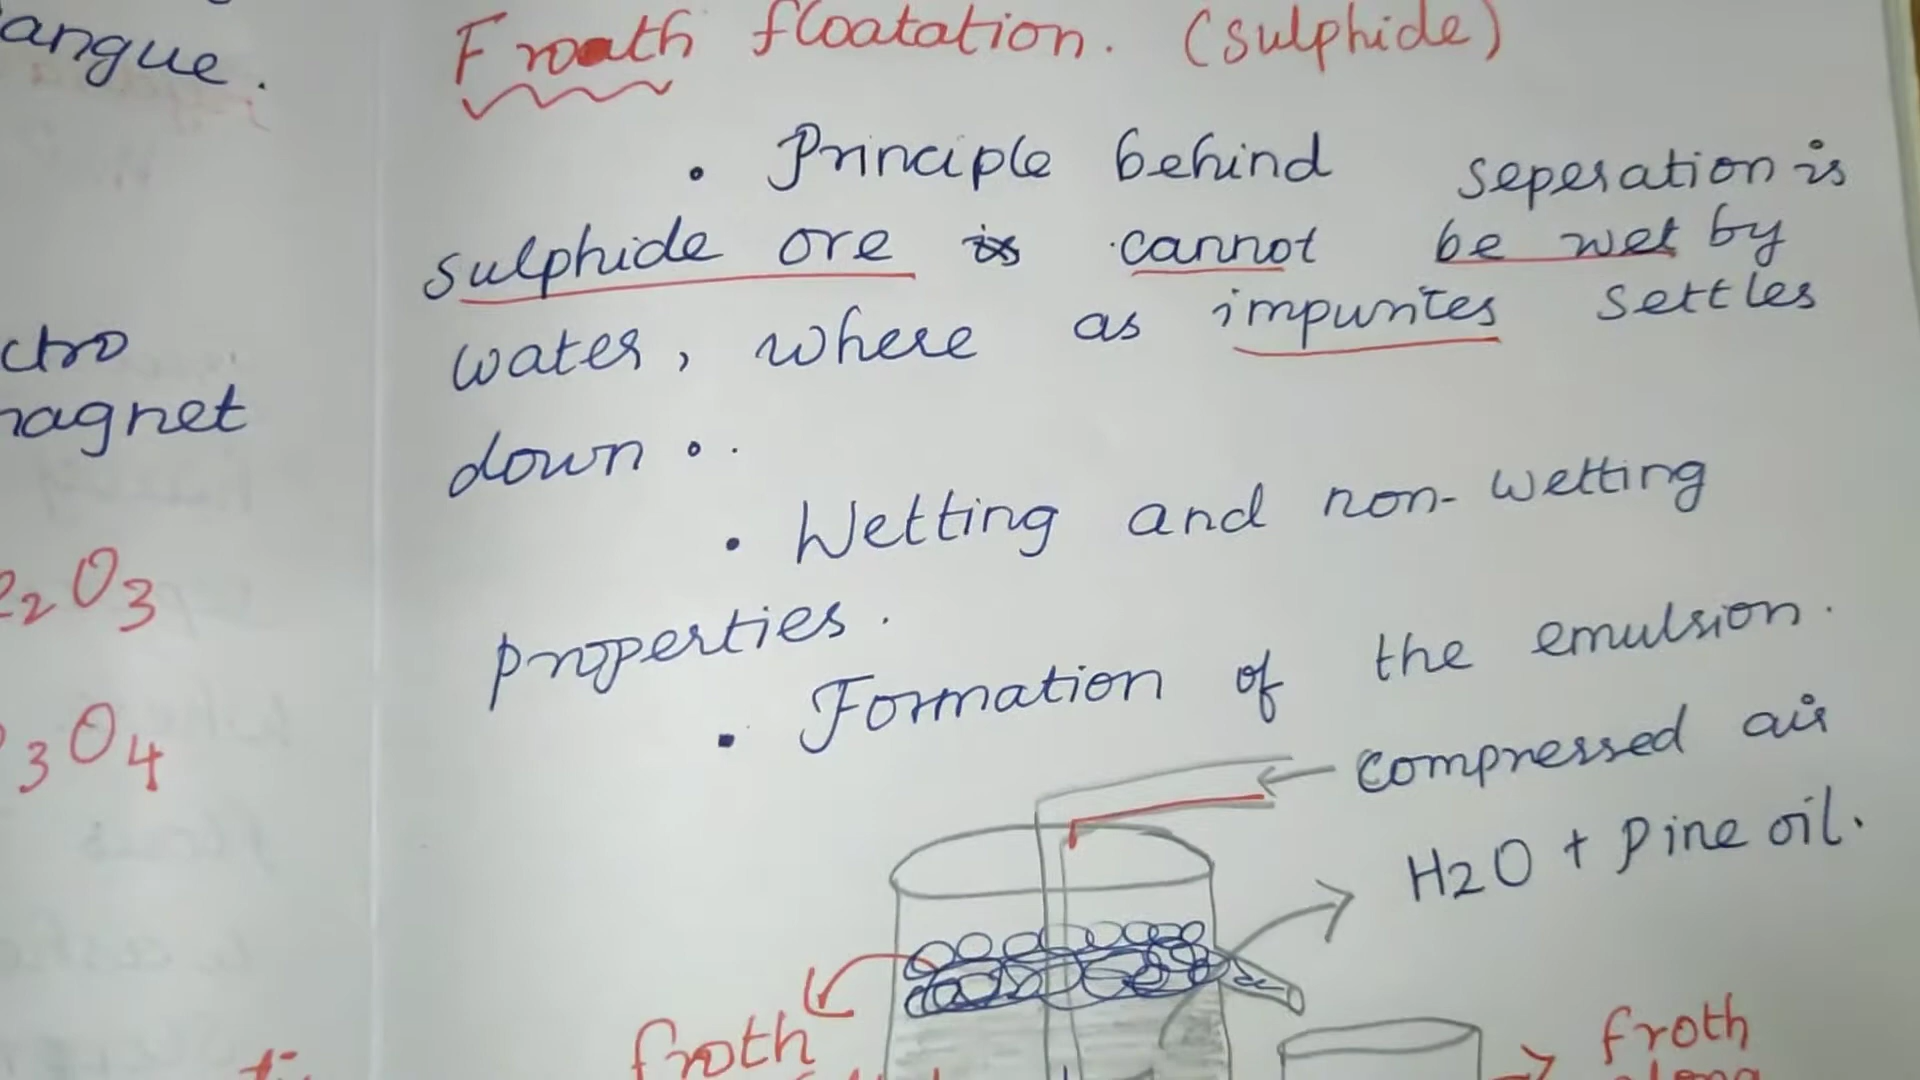 angue.
ctro
magnet
2O3
3O4
Froath floatation. (sulphide)
. Principle behind seperation is
sulphide ore is cannot be wet by
water, where as impurites settles
down ..
. Wetting and non-wetting
properties.
. Formation of the emulsion.
compressed air
H2O + pine oil.
froth
froth
along